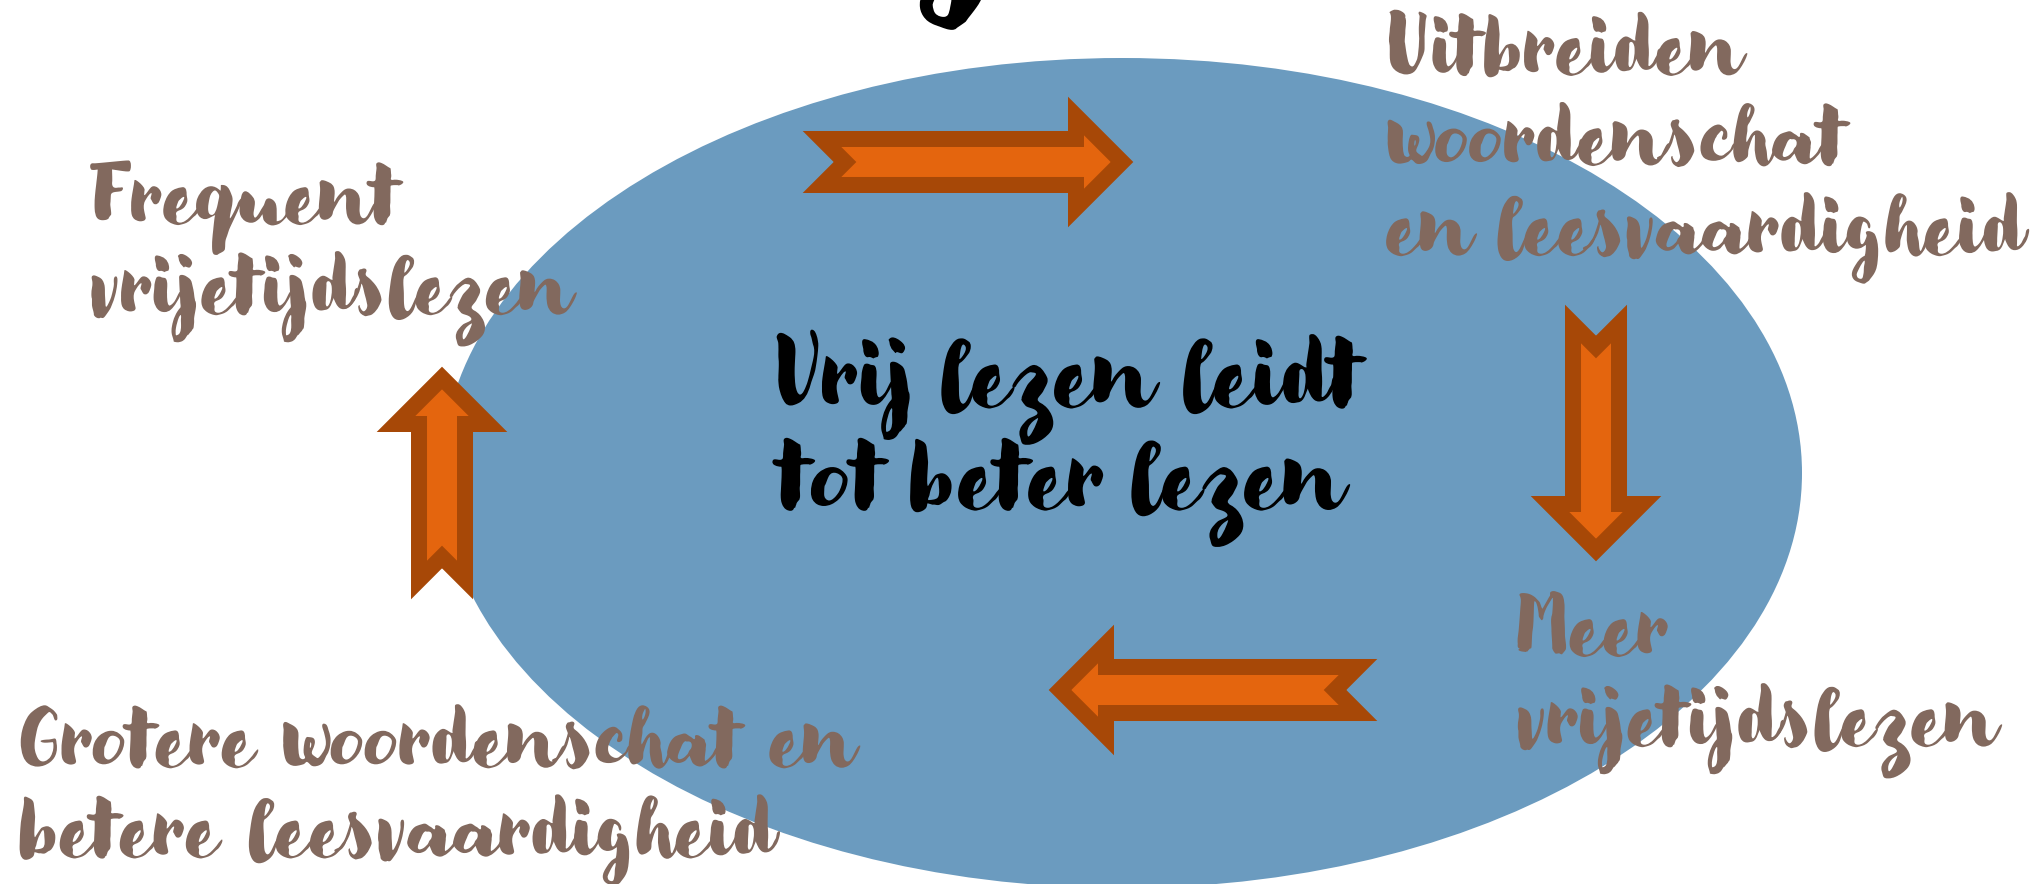 Frequent
vrijetijdslezen
Uitbreiden
woordenschat
en leesvaardigheid
Vrij lezen leidt
tot beter lezen
Meer
vrijetijdslezen
Grotere woordenschat en
betere leesvaardigheid